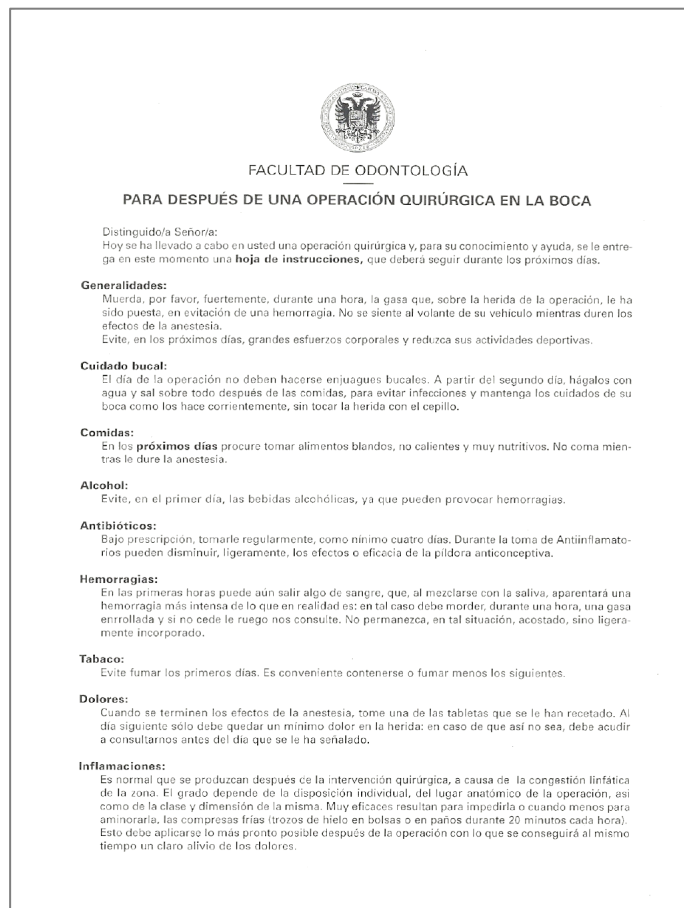 FACULTAD DE ODONTOLOGÍA
PARA DESPUÉS DE UNA OPERACIÓN QUIRÚRGICA EN LA BOCA
Distinguido/a Señor/a:
Hoy se ha llevado a cabo en usted una operación quirúrgica y, para su conocimiento y ayuda, se le entre-
ga en este momento una hoja de instrucciones, que deberá seguir durante los próximos días.
Generalidades:
Muerda, por favor, fuertemente, durante una hora, la gasa que, sobre la herida de la operación, le ha
sido puesta, en evitación de una hemorragia. No se siente al volante de su vehículo mientras duren los
efectos de la anestesia.
Evite, en los próximos días, grandes esfuerzos corporales y reduzca sus actividades deportivas.
Cuidado bucal:
El día de la operación no deben hacerse enjuagues bucales. A partir del segundo día, hágalos con
agua y sal sobre todo después de las comidas, para evitar infecciones y mantenga los cuidados de su
boca como los hace corrientemente, sin tocar la herida con el cepillo.
Comidas:
En los próximos días procure tomar alimentos blandos, no calientes y muy nutritivos. No coma mien-
tras le dure la anestesia.
Alcohol:
Evite, en el primer día, las bebidas alcohólicas, ya que pueden provocar hemorragias.
Antibióticos:
Bajo prescripción, tomarle regularmente, como mínimo cuatro días. Durante la toma de Antiinflamato-
rios pueden disminuir, ligeramente, los efectos o eficacia de la píldora anticonceptiva.
Hemorragias:
En las primeras horas puede aún salir algo de sangre, que, al mezclarse con la saliva, aparentará una
hemorragia más intensa de lo que en realidad es: en tal caso debe morder, durante una hora, una gasa
enrrollada y si no cede le ruego nos consulte. No permanezca, en tal situación, acostado, sino ligera-
mente incorporado.
Tabaco:
Evite fumar los primeros días. Es conveniente contenerse o fumar menos los siguientes.
Dolores:
Cuando se terminen los efectos de la anestesia, tome una de las tabletas que se le han recetado. Al
día siguiente sólo debe quedar un mínimo dolor en la herida: en caso de que así no sea, debe acudir
a consultarnos antes del día que se le ha señalado.
Inflamaciones:
Es normal que se produzcan después de la intervención quirúrgica, a causa de la congestión linfática
de la zona. El grado depende de la disposición individual, del lugar anatómico de la operación, así
como de la clase y dimensión de la misma. Muy eficaces resultan para impedirla o cuando menos para
aminorarla, las compresas frías (trozos de hielo en bolsas o en paños durante 20 minutos cada hora).
Esto debe aplicarse lo más pronto posible después de la operación con lo que se conseguirá al mismo
tiempo un claro alivio de los dolores.